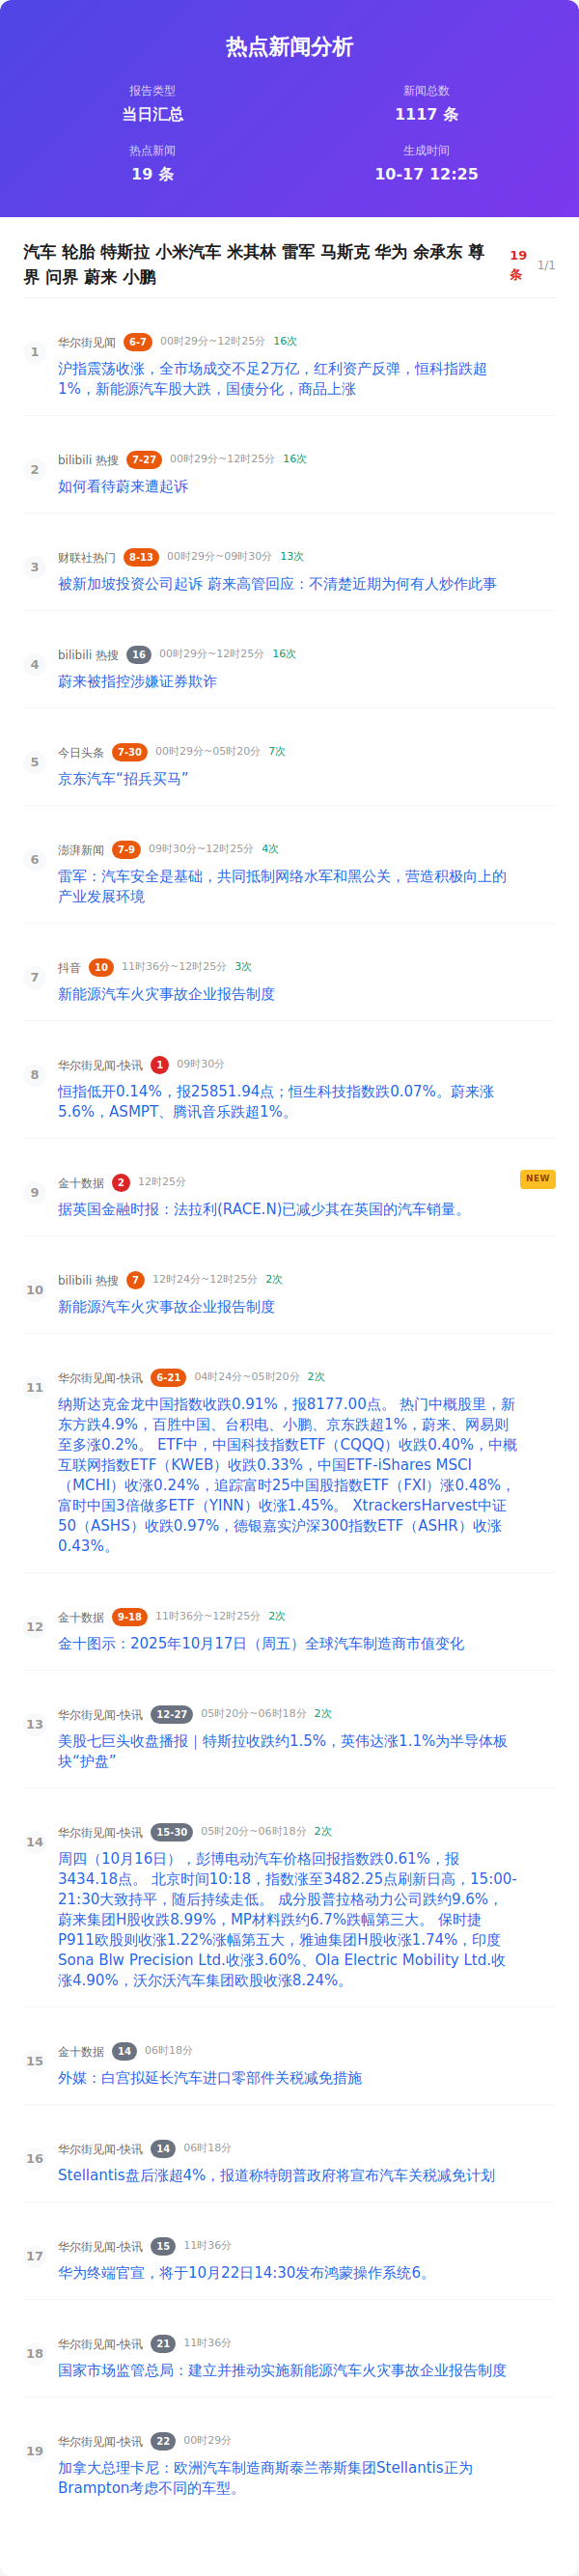 热点新闻分析
报告类型
当日汇总
新闻总数
1117 条
热点新闻
19 条
生成时间
10-17 12:25
汽车 轮胎 特斯拉 小米汽车 米其林 雷军 马斯克 华为 余承东 尊
界 问界 蔚来 小鹏
19
条
1/1
1
华尔街见闻 6-7 00时29分~12时25分 16次
沪指震荡收涨，全市场成交不足2万亿，红利资产反弹，恒科指跌超
1%，新能源汽车股大跌，国债分化，商品上涨
2
bilibili 热搜 7-27 00时29分~12时25分 16次
如何看待蔚来遭起诉
3
财联社热门 8-13 00时29分~09时30分 13次
被新加坡投资公司起诉 蔚来高管回应：不清楚近期为何有人炒作此事
4
bilibili 热搜 16 00时29分~12时25分 16次
蔚来被指控涉嫌证券欺诈
5
今日头条 7-30 00时29分~05时20分 7次
京东汽车“招兵买马”
6
澎湃新闻 7-9 09时30分~12时25分 4次
雷军：汽车安全是基础，共同抵制网络水军和黑公关，营造积极向上的
产业发展环境
7
抖音 10 11时36分~12时25分 3次
新能源汽车火灾事故企业报告制度
8
华尔街见闻-快讯 1 09时30分
恒指低开0.14%，报25851.94点；恒生科技指数跌0.07%。蔚来涨
5.6%，ASMPT、腾讯音乐跌超1%。
9
金十数据 2 12时25分
NEW
据英国金融时报：法拉利(RACE.N)已减少其在英国的汽车销量。
10
bilibili 热搜 7 12时24分~12时25分 2次
新能源汽车火灾事故企业报告制度
11
华尔街见闻-快讯 6-21 04时24分~05时20分 2次
纳斯达克金龙中国指数收跌0.91%，报8177.00点。 热门中概股里，新
东方跌4.9%，百胜中国、台积电、小鹏、京东跌超1%，蔚来、网易则
至多涨0.2%。 ETF中，中国科技指数ETF（CQQQ）收跌0.40%，中概
互联网指数ETF（KWEB）收跌0.33%，中国ETF-iShares MSCI
（MCHI）收涨0.24%，追踪富时25中国股指数ETF（FXI）涨0.48%，
富时中国3倍做多ETF（YINN）收涨1.45%。 XtrackersHarvest中证
50（ASHS）收跌0.97%，德银嘉实沪深300指数ETF（ASHR）收涨
0.43%。
12
金十数据 9-18 11时36分~12时25分 2次
金十图示：2025年10月17日（周五）全球汽车制造商市值变化
13
华尔街见闻-快讯 12-27 05时20分~06时18分 2次
美股七巨头收盘播报｜特斯拉收跌约1.5%，英伟达涨1.1%为半导体板
块“护盘”
14
华尔街见闻-快讯 15-30 05时20分~06时18分 2次
周四（10月16日），彭博电动汽车价格回报指数跌0.61%，报
3434.18点。 北京时间10:18，指数涨至3482.25点刷新日高，15:00-
21:30大致持平，随后持续走低。 成分股普拉格动力公司跌约9.6%，
蔚来集团H股收跌8.99%，MP材料跌约6.7%跌幅第三大。 保时捷
P911欧股则收涨1.22%涨幅第五大，雅迪集团H股收涨1.74%，印度
Sona Blw Precision Ltd.收涨3.60%、Ola Electric Mobility Ltd.收
涨4.90%，沃尔沃汽车集团欧股收涨8.24%。
15
金十数据 14 06时18分
外媒：白宫拟延长汽车进口零部件关税减免措施
16
华尔街见闻-快讯 14 06时18分
Stellantis盘后涨超4%，报道称特朗普政府将宣布汽车关税减免计划
17
华尔街见闻-快讯 15 11时36分
华为终端官宣，将于10月22日14:30发布鸿蒙操作系统6。
18
华尔街见闻-快讯 21 11时36分
国家市场监管总局：建立并推动实施新能源汽车火灾事故企业报告制度
19
华尔街见闻-快讯 22 00时29分
加拿大总理卡尼：欧洲汽车制造商斯泰兰蒂斯集团Stellantis正为
Brampton考虑不同的车型。